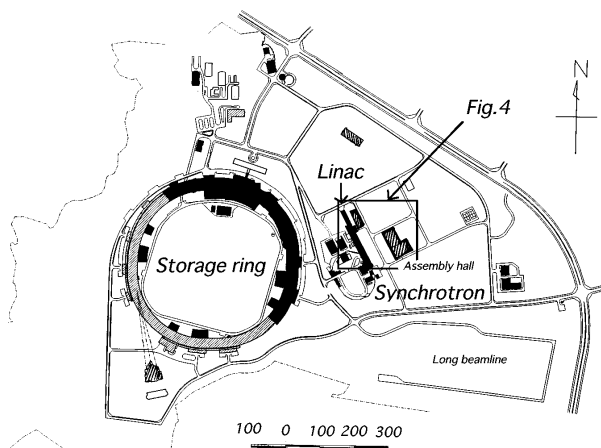 N
Fig.4
Linac
Storage ring
Assembly hall
Synchrotron
Long beamline
100 0 100 200 300